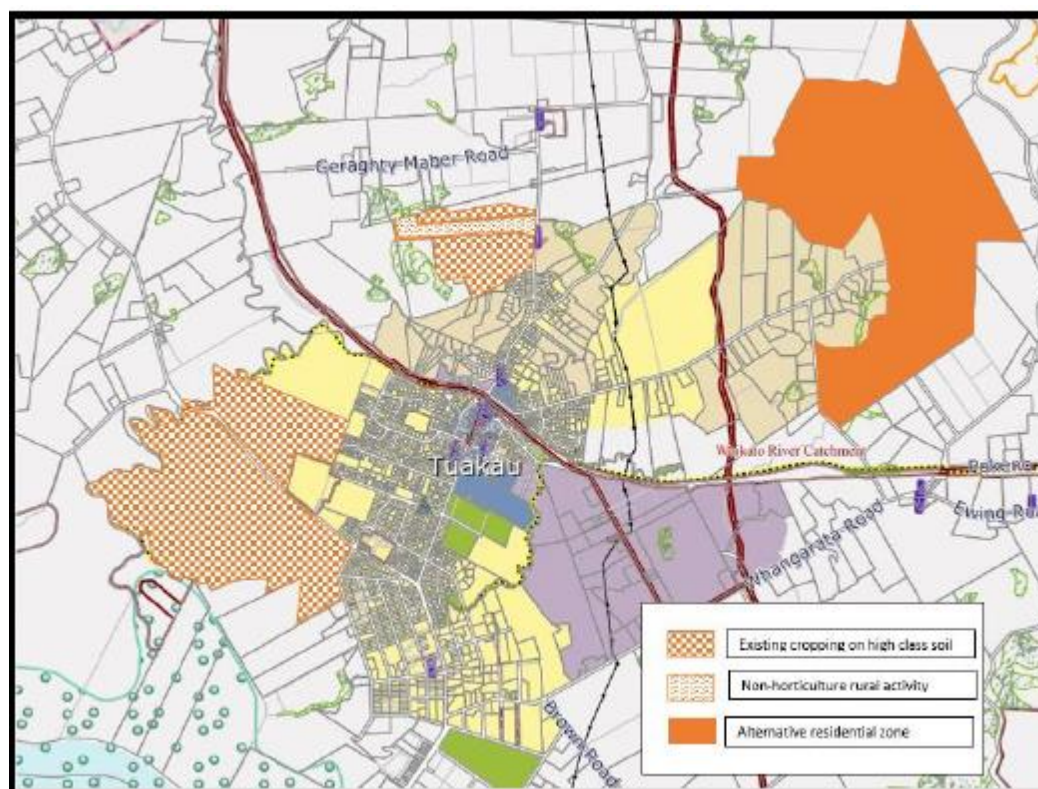 Geraghty Maber Road
Tuakau
Waikato River Catchment
Whangarata Road
Brown Road
Existing cropping on high class soil
Non-horticulture rural activity
Alternative residential zone